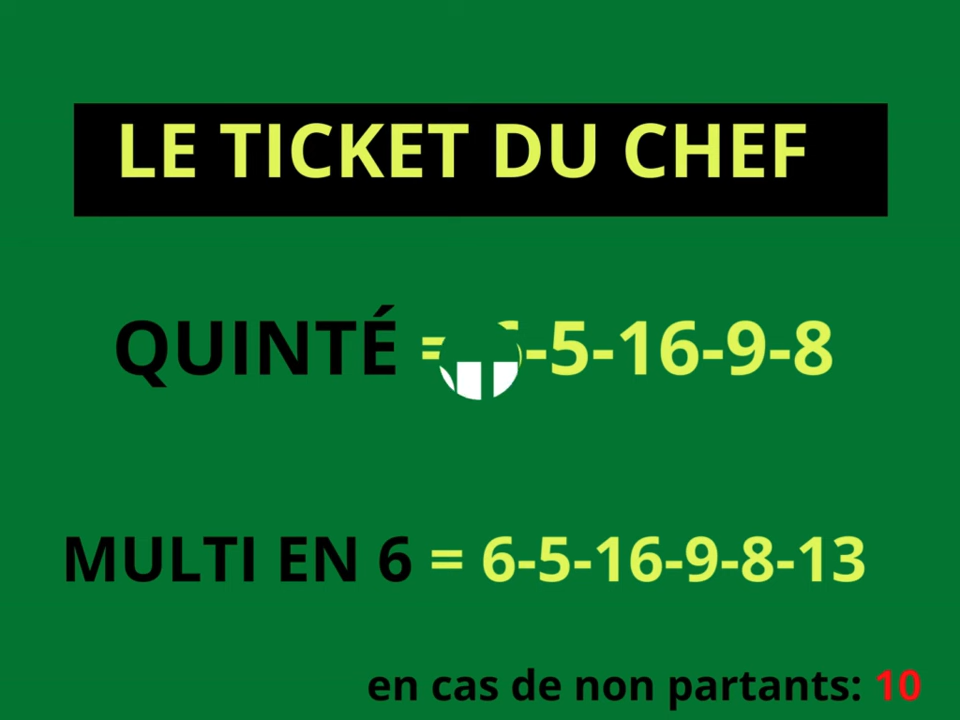 LE TICKET DU CHEF
QUINTÉ = 6-5-16-9-8
MULTI EN 6 = 6-5-16-9-8-13
en cas de non partants: 10